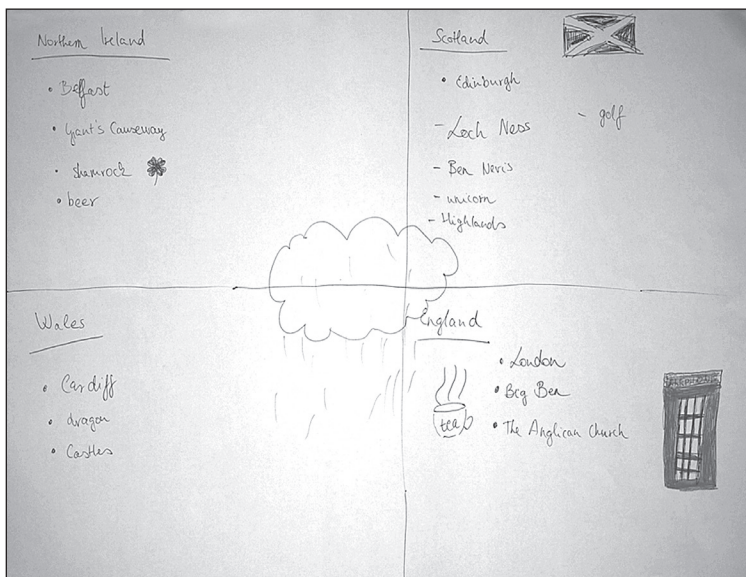 Northern Ireland
• Belfast
• Giant's Causeway
• shamrock
• beer
Scotland
• Edinburgh
- Loch Ness
- golf
- Ben Nevis
- unicorn
- Highlands
Wales
• Cardiff
• dragon
• Castles
England
• London
• Big Ben
• The Anglican Church
tea
TELEPHONE